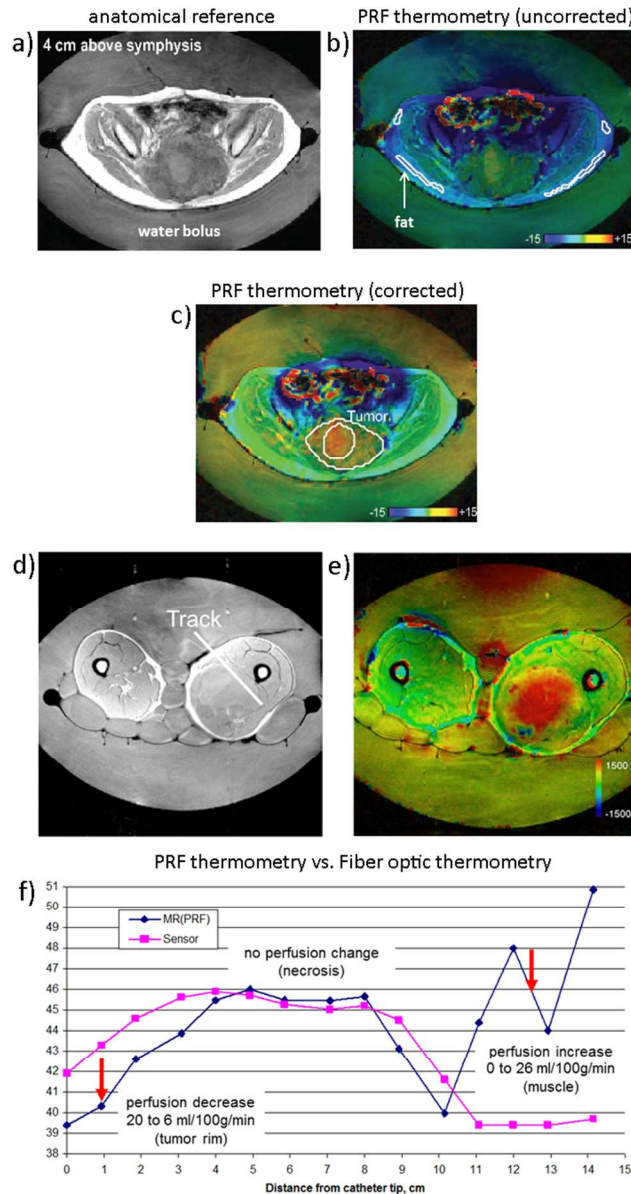 anatomical reference
PRF thermometry (uncorrected)
a)
4 cm above symphysis
water bolus
b)
fat
-15
+15
PRF thermometry (corrected)
c)
Tumor
-15
+15
d)
Track
e)
1500
-1500
PRF thermometry vs. Fiber optic thermometry
f)
51
50
49
48
47
46
45
44
43
42
41
40
39
38
MR(PRF)
Sensor
no perfusion change
(necrosis)
perfusion decrease
20 to 6 ml/100g/min
(tumor rim)
perfusion increase
0 to 26 ml/100g/min
(muscle)
0 1 2 3 4 5 6 7 8 9 10 11 12 13 14 15
Distance from catheter tip, cm